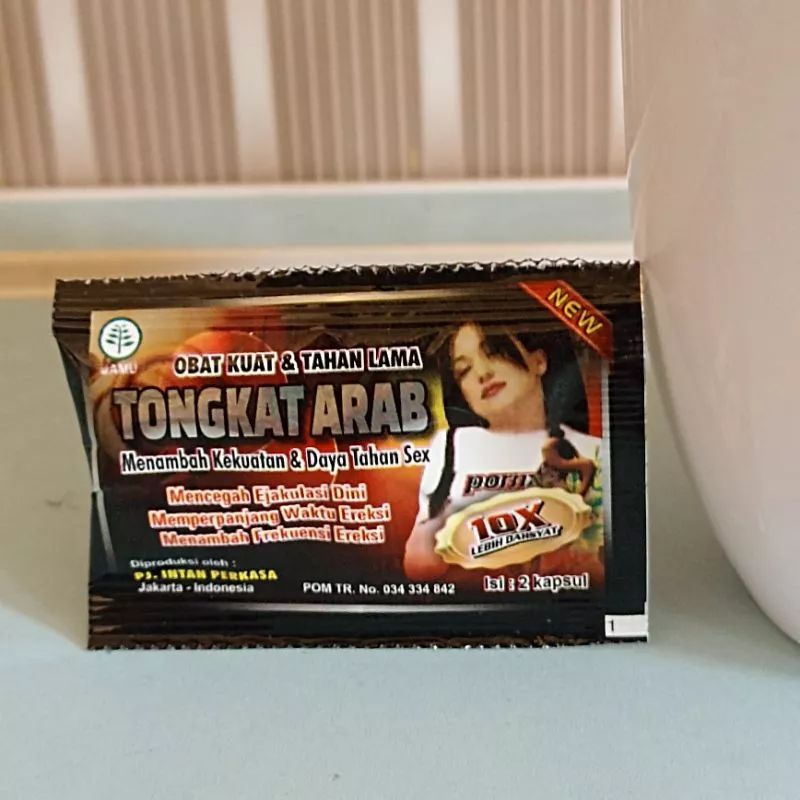 NEW
JAMU
OBAT KUAT & TAHAN LAMA
TONGKAT ARAB
Menambah Kekuatan & Daya Tahan Sex
Mencegah Ejakulasi Dini
Memperpanjang Waktu Ereksi
Menambah Frekuensi Ereksi
10X
LEBIH DAHSYAT
Diproduksi oleh :
PJ. INTAN PERKASA
Jakarta - Indonesia
POM TR. No. 034 334 842
Isi : 2 kapsul
1